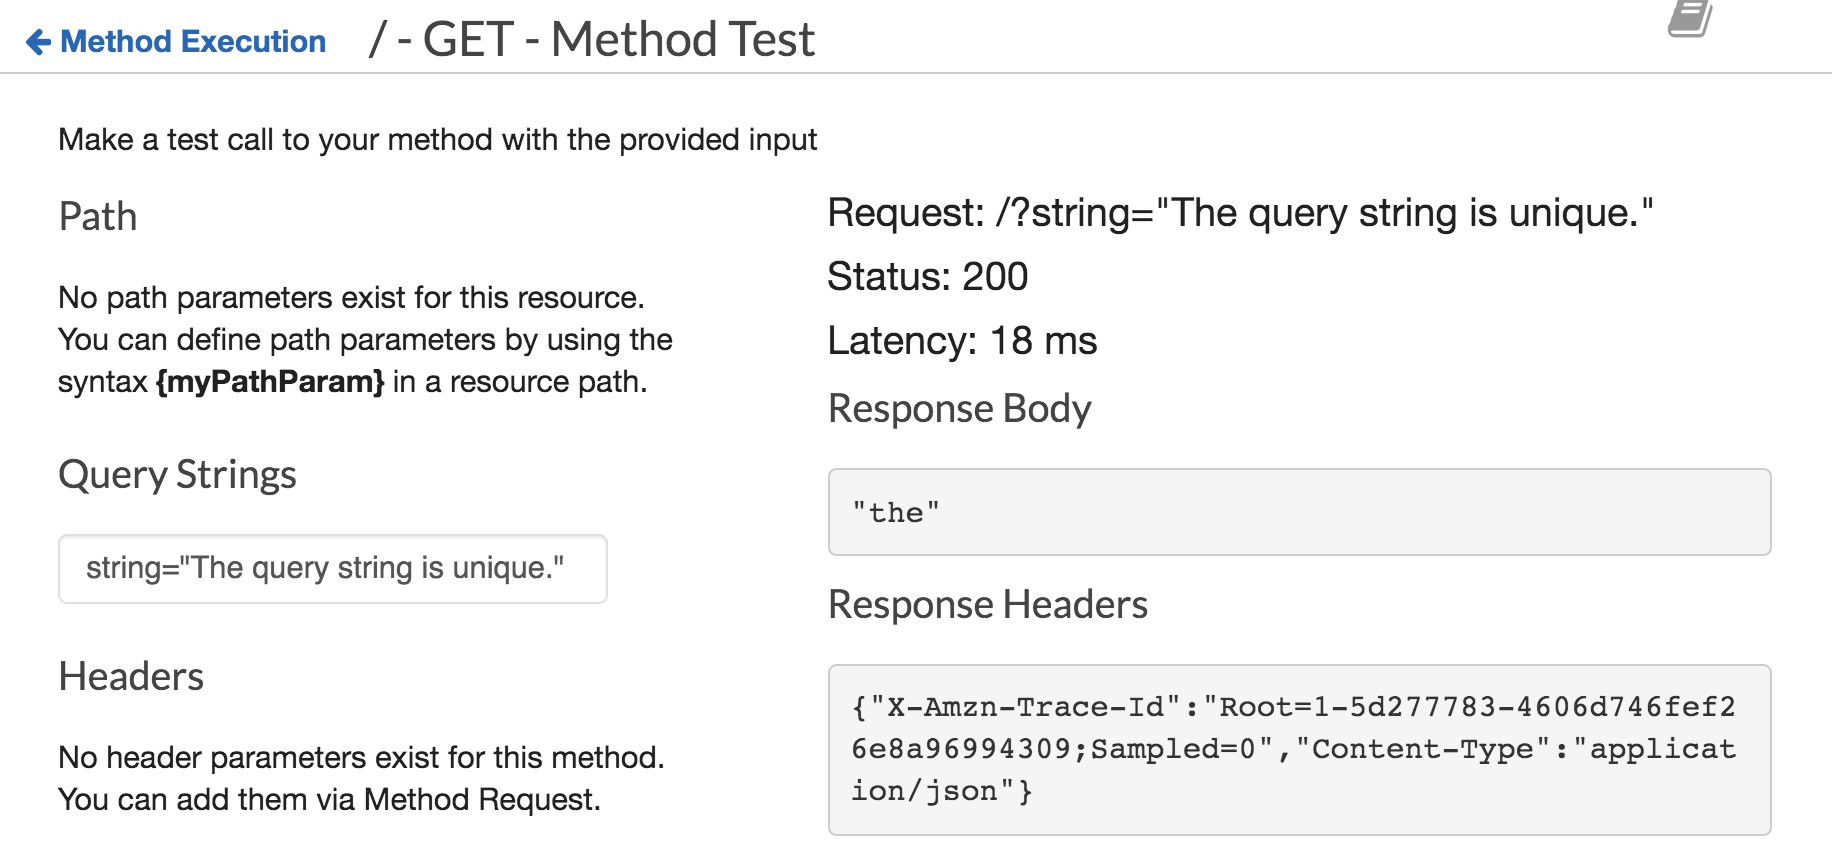 Method Execution / - GET - Method Test
Make a test call to your method with the provided input
Path
No path parameters exist for this resource.
You can define path parameters by using the
syntax {myPathParam} in a resource path.
Query Strings
string="The query string is unique."
Headers
No header parameters exist for this method.
You can add them via Method Request.
Request: /?string="The query string is unique."
Status: 200
Latency: 18 ms
Response Body
"the"
Response Headers
{"X-Amzn-Trace-Id":"Root=1-5d277783-4606d746fef2
6e8a96994309;Sampled=0","Content-Type":"applicat
ion/json"}